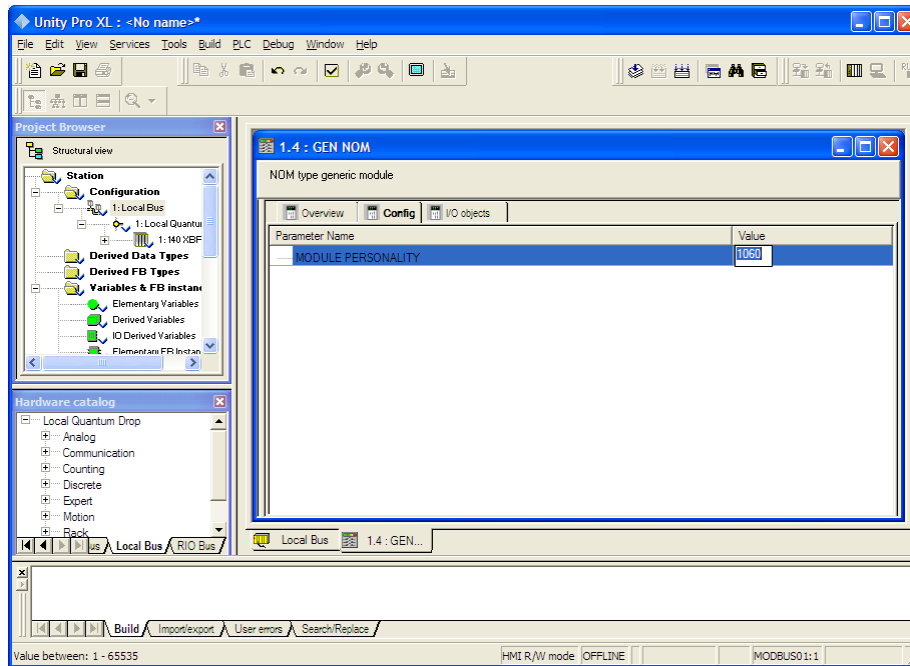 Unity Pro XL : <No name>*
File Edit View Services Tools Build PLC Debug Window Help
Project Browser
Structural view
Station
Configuration
1: Local Bus
1: Local Quantu
1: 140 XBF
Derived Data Types
Derived FB Types
Variables & FB instan
Elementary Variables
Derived Variables
IO Derived Variables
Elementary FB Instan
Hardware catalog
Local Quantum Drop
Analog
Communication
Counting
Discrete
Expert
Motion
Rack
us Local Bus RIO Bus
1.4 : GEN NOM
NOM type generic module
Overview Config I/O objects
Parameter Name Value
MODULE PERSONALITY 1060
Local Bus 1.4 : GEN...
Build Import/export User errors Search/Replace
Value between: 1 - 65535 HMI R/W mode OFFLINE MODBUS01:1